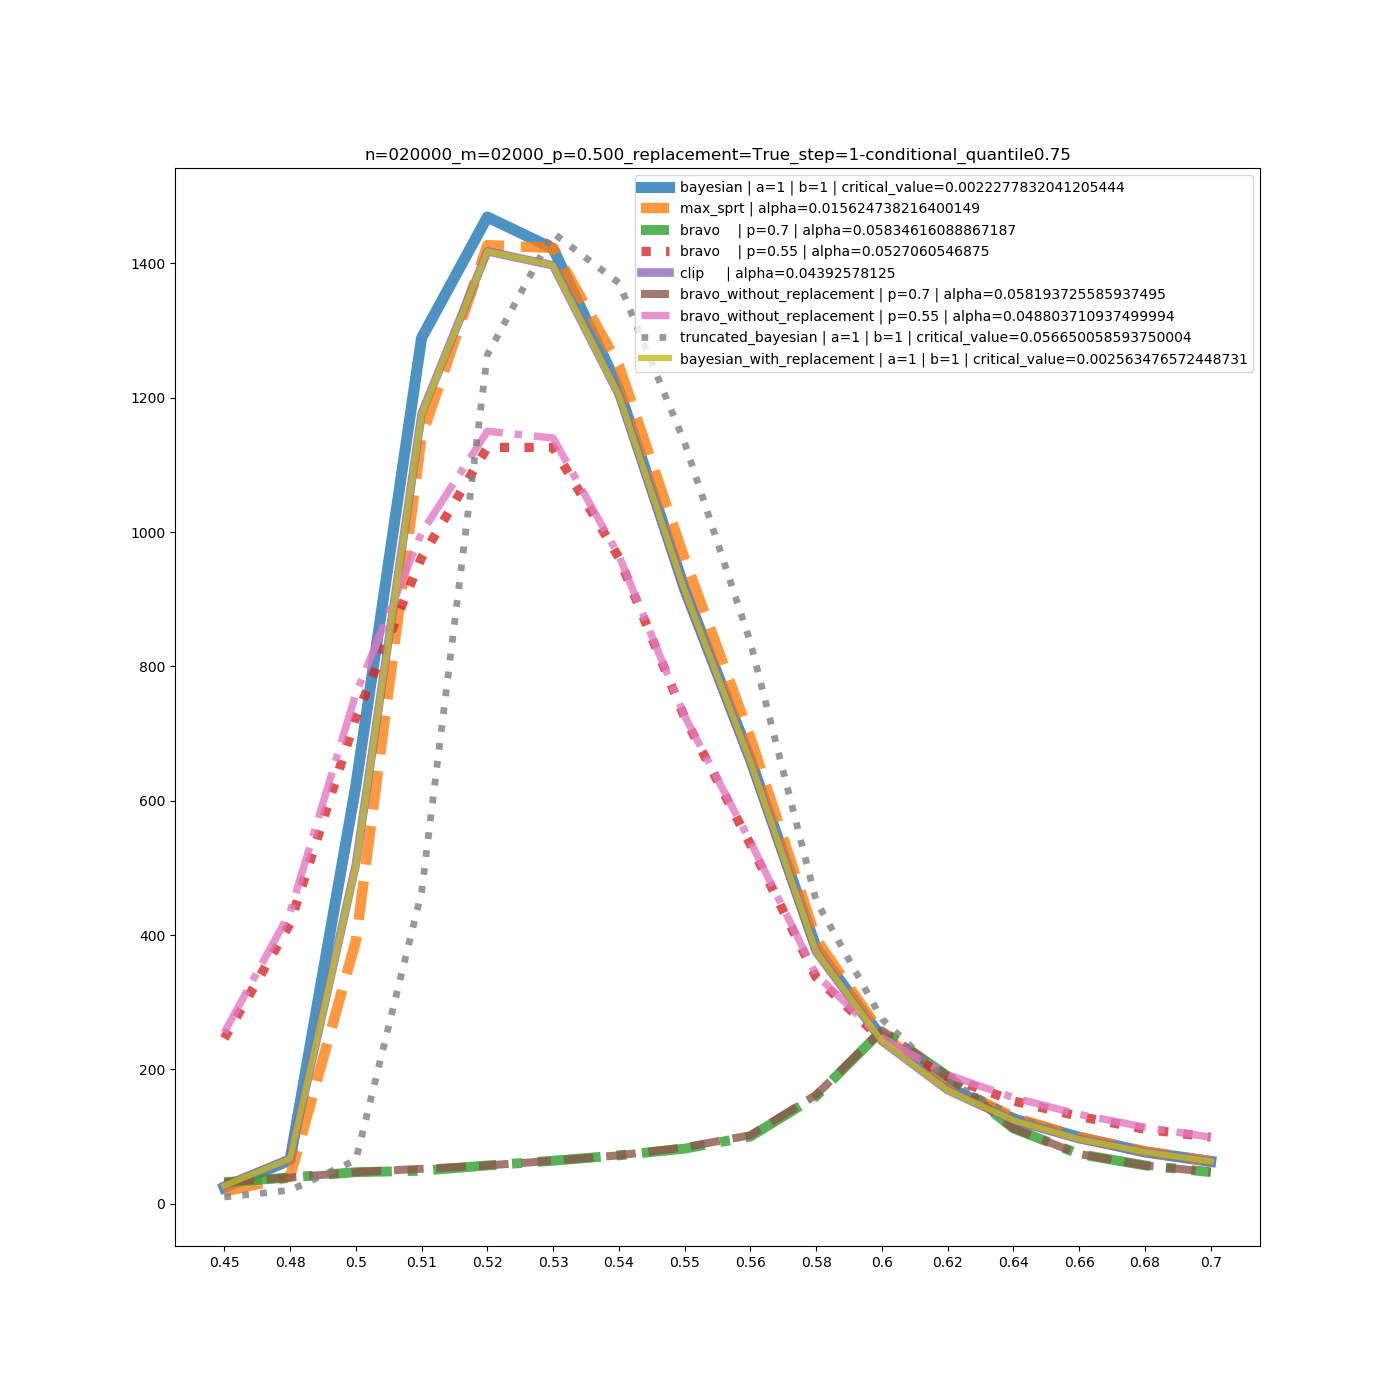 n=020000_m=02000_p=0.500_replacement=True_step=1-conditional_quantile0.75
bayesian | a=1 | b=1 | critical_value=0.0022277832041205444
max_sprt | alpha=0.015624738216400149
bravo | p=0.7 | alpha=0.05834616088867187
bravo | p=0.55 | alpha=0.0527060546875
clip | alpha=0.04392578125
bravo_without_replacement | p=0.7 | alpha=0.058193725585937495
bravo_without_replacement | p=0.55 | alpha=0.048803710937499994
truncated_bayesian | a=1 | b=1 | critical_value=0.056650058593750004
bayesian_with_replacement | a=1 | b=1 | critical_value=0.002563476572448731
1400
1200
1000
800
600
400
200
0
0.45 0.48 0.5 0.51 0.52 0.53 0.54 0.55 0.56 0.58 0.6 0.62 0.64 0.66 0.68 0.7